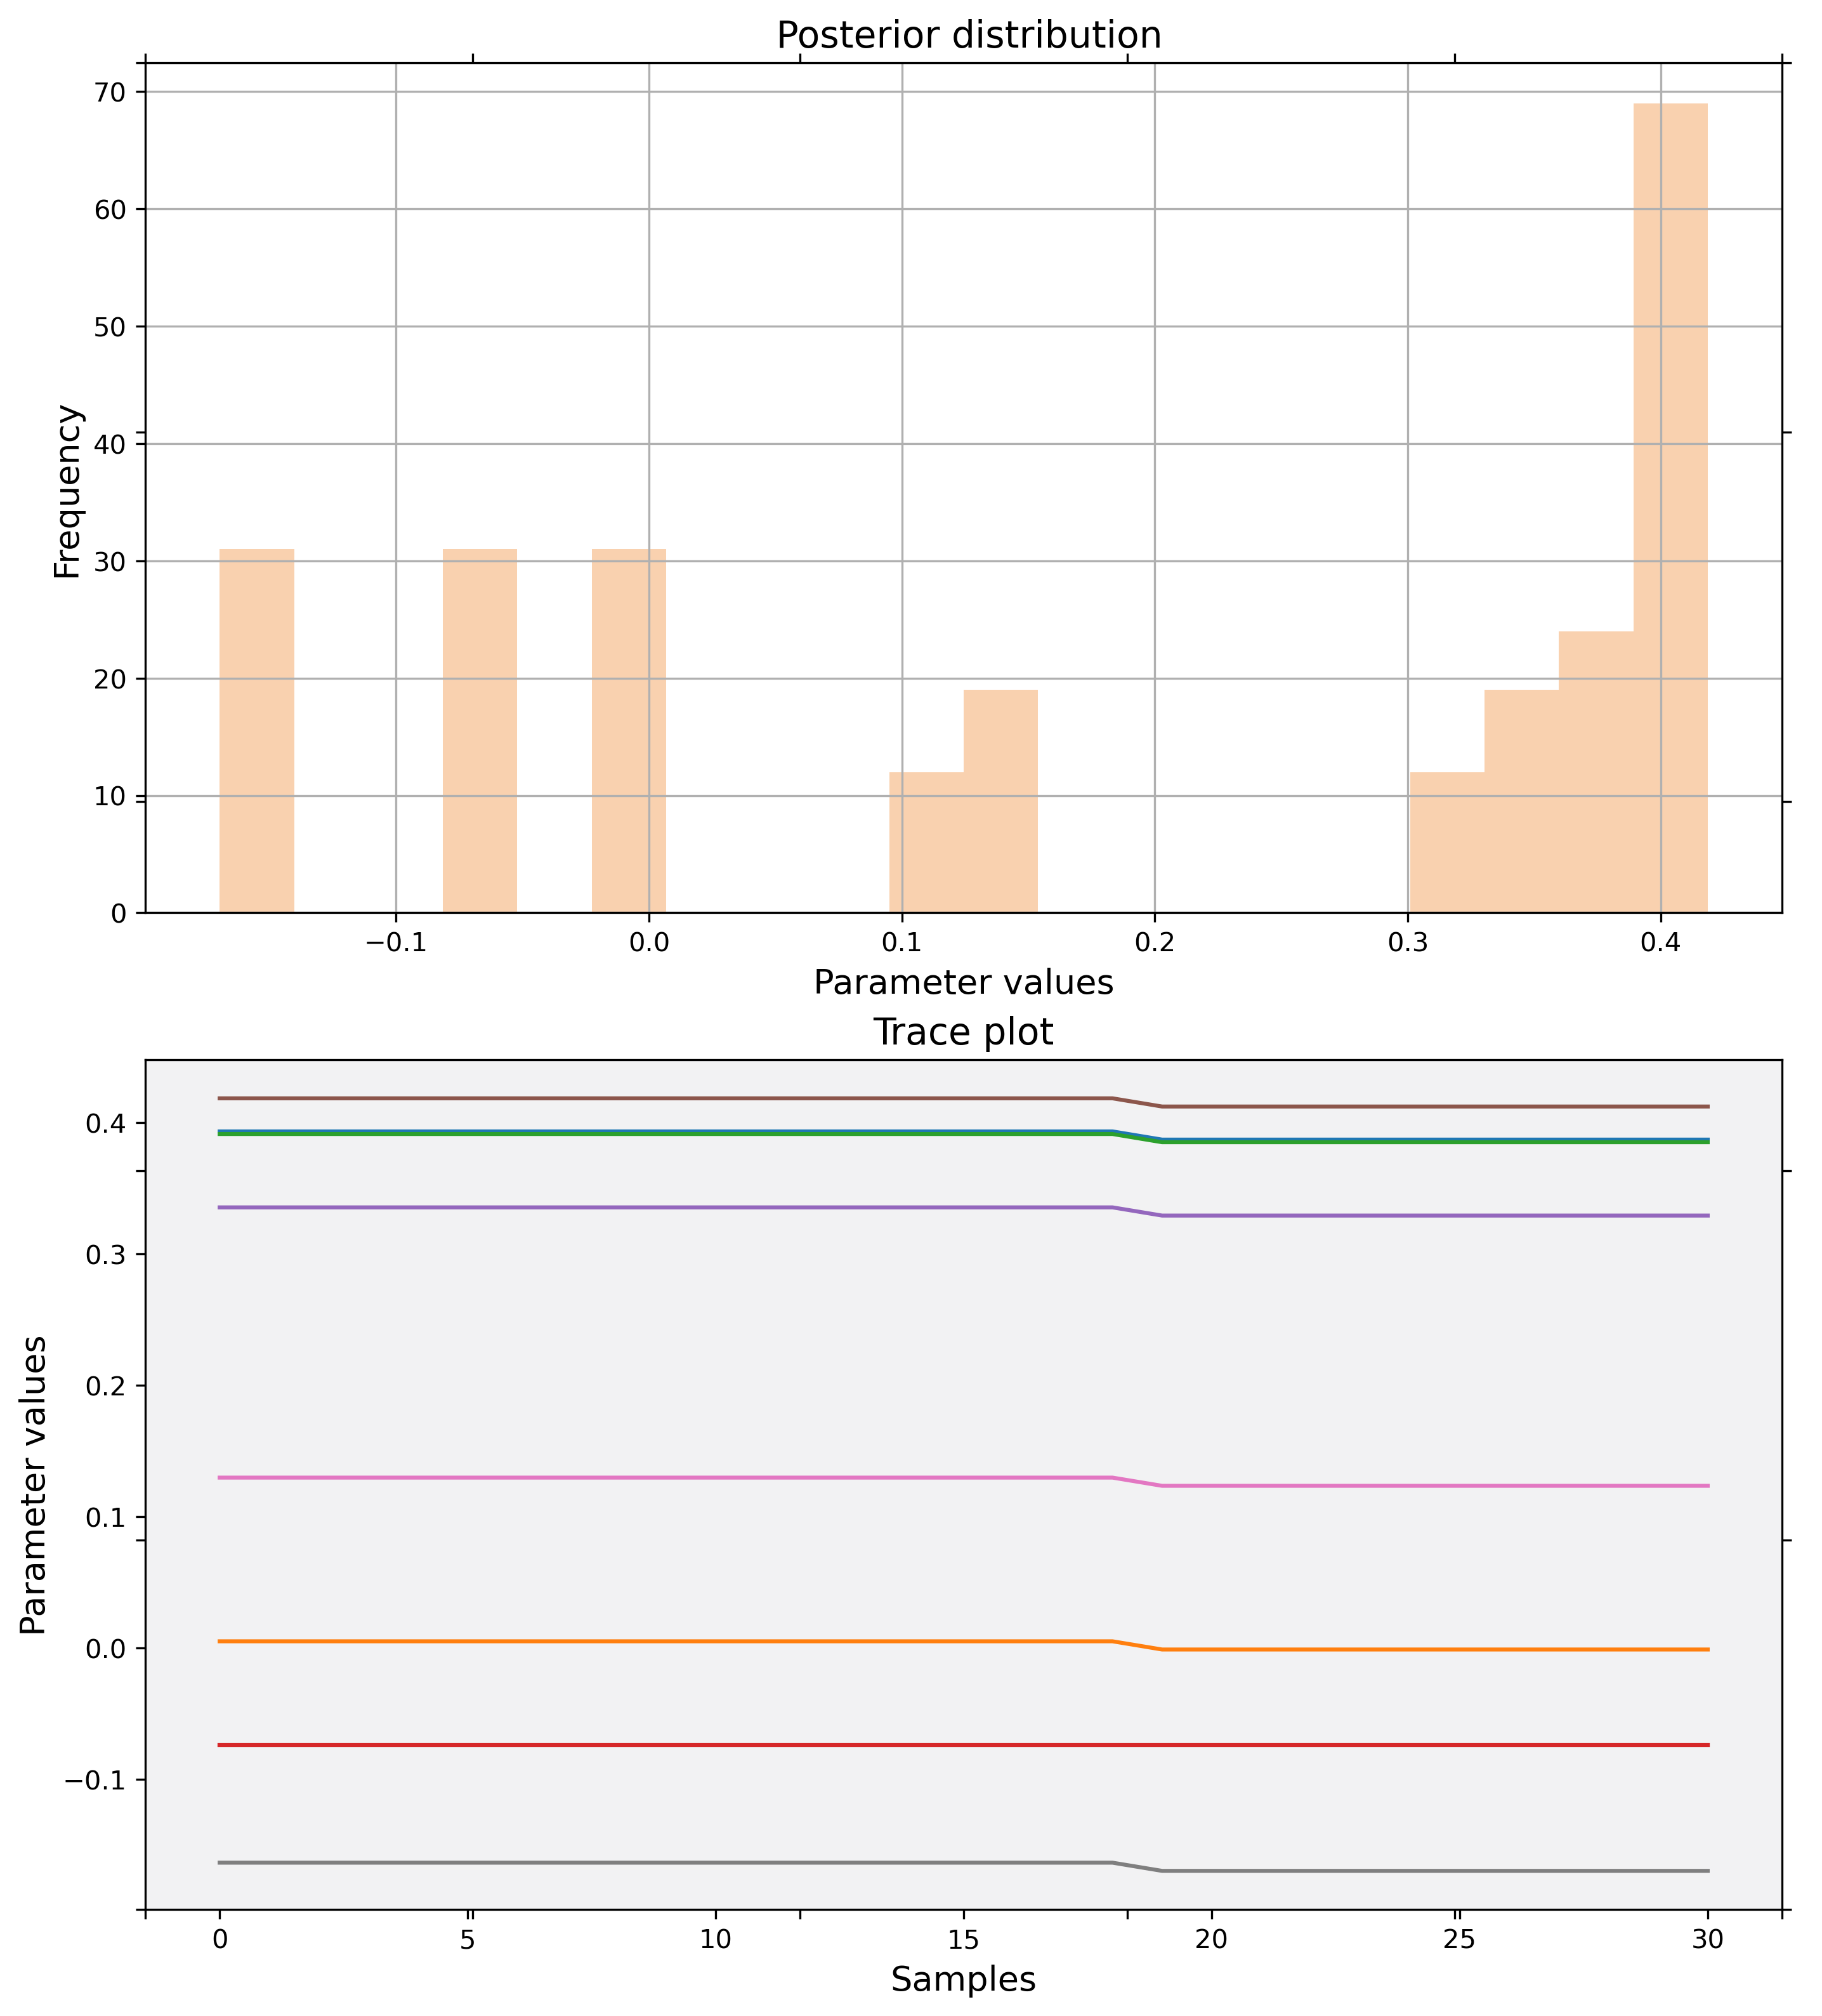 Posterior distribution
70
60
50
40
30
20
10
0
Frequency
−0.1 0.0 0.1 0.2 0.3 0.4
Parameter values
Trace plot
0.4
0.3
0.2
0.1
0.0
−0.1
Parameter values
0 5 10 15 20 25 30
Samples